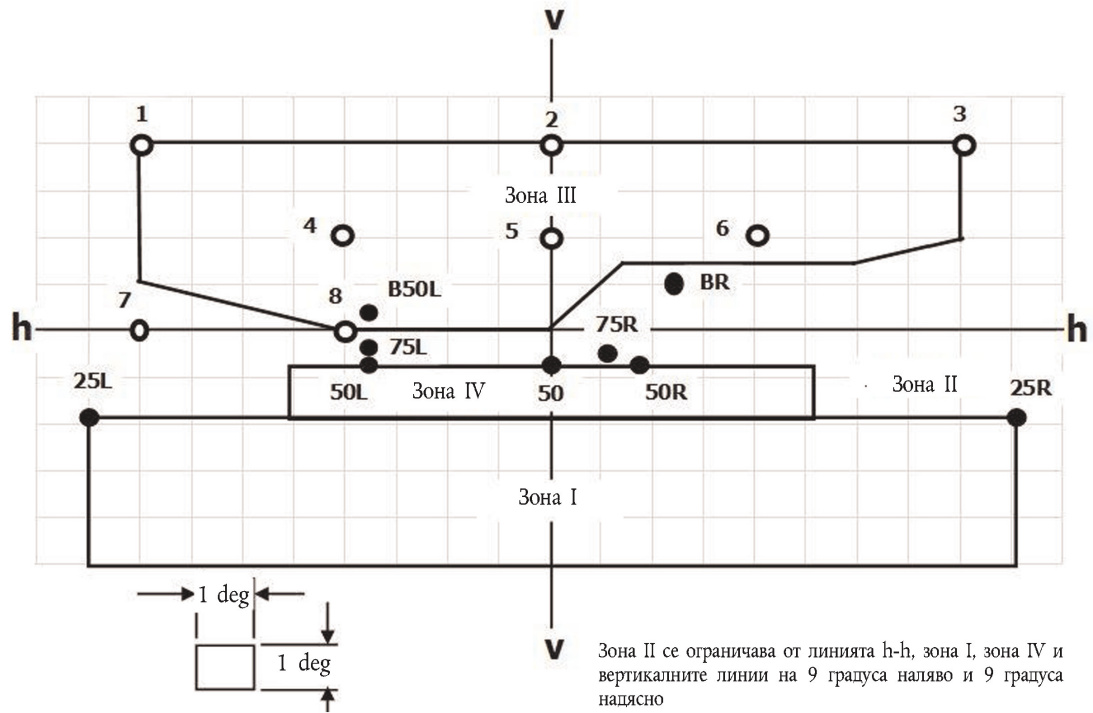 v
1
2
3
Зона III
4
5
6
BR
B50L
7
8
75R
h
h
75L
25L
50L
Зона IV
50
50R
Зона II
25R
Зона I
1 deg
1 deg
v
Зона II се ограничава от линията h-h, зона I, зона IV и
вертикалните линии на 9 градуса наляво и 9 градуса
надясно